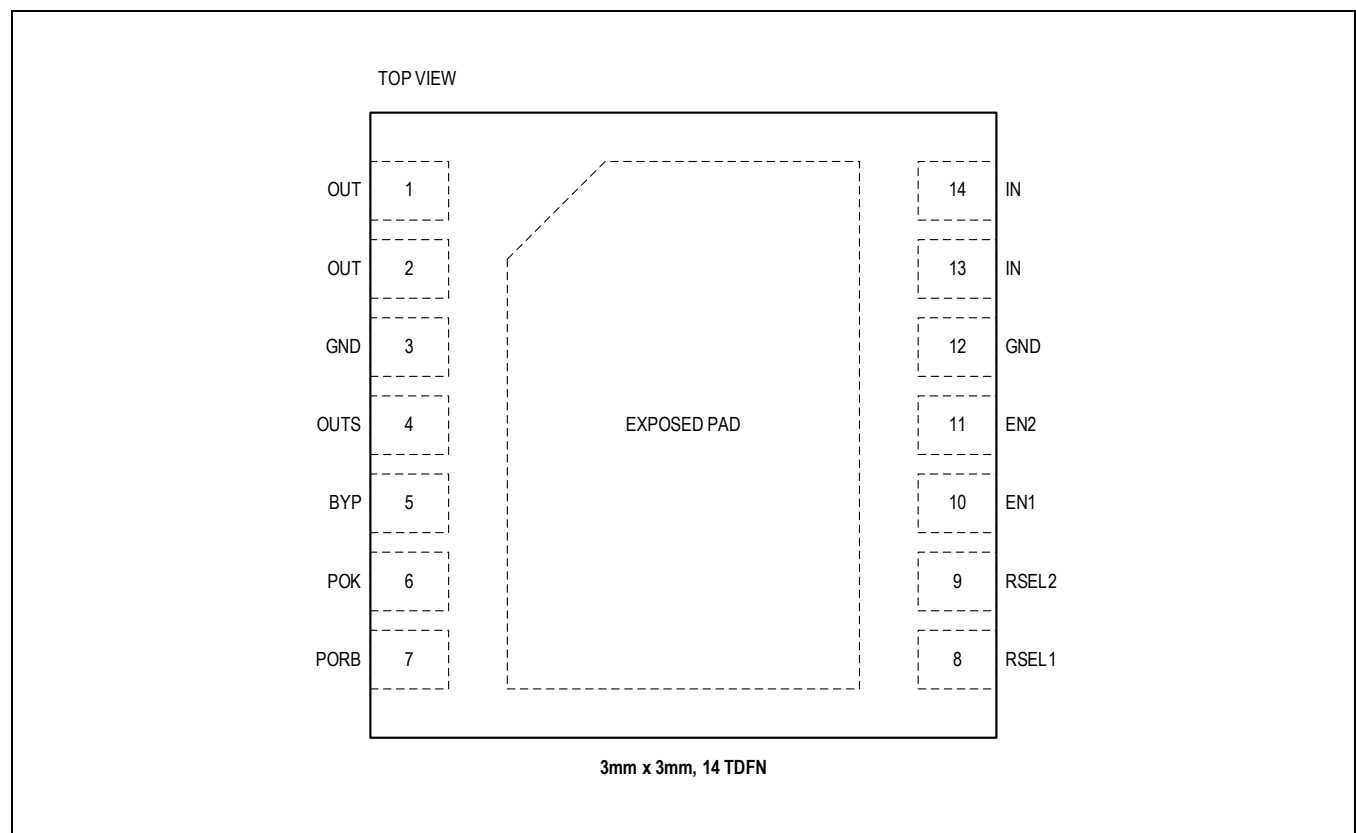 TOP VIEW
OUT 1 14 IN
OUT 2 13 IN
GND 3 12 GND
OUTS 4 EXPOSED PAD 11 EN2
BYP 5 10 EN1
POK 6 9 RSEL2
PORB 7 8 RSEL1
3mm x 3mm, 14 TDFN